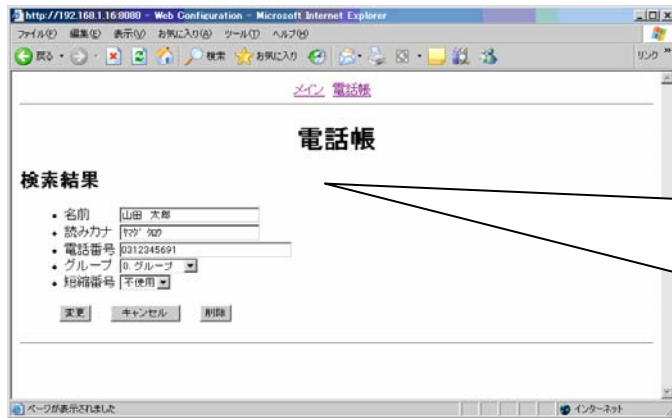 http://192.168.1.16:8080 - Web Configuration - Microsoft Internet Explorer
ファイル(F) 編集(E) 表示(V) お気に入り(A) ツール(T) ヘルプ(H)
戻る 検索 お気に入り リンク »
メイン 電話帳
電話帳
検索結果
• 名前 山田 太郎
• 読みカナ ﾔﾏﾀﾞ ﾀﾛｳ
• 電話番号 0312345691
• グループ 0. グループ
• 短縮番号 不使用
変更 キャンセル 削除
ページが表示されました インターネット